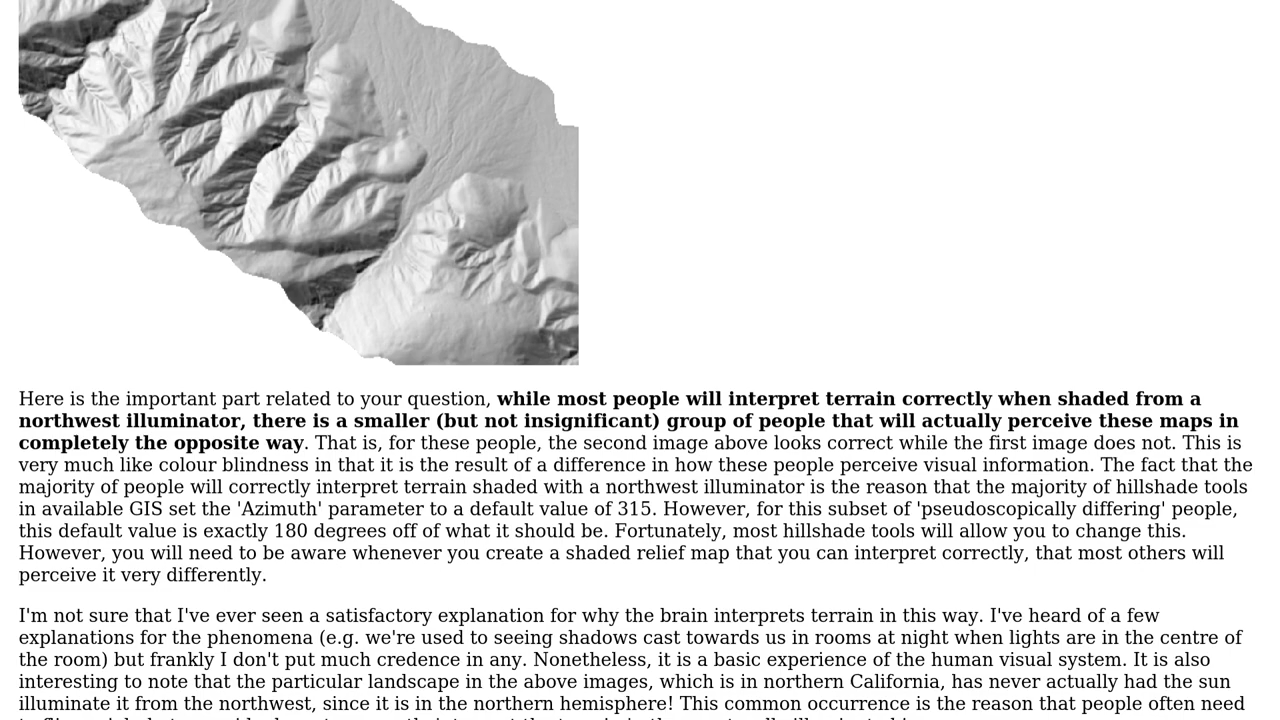 Here is the important part related to your question, while most people will interpret terrain correctly when shaded from a
northwest illuminator, there is a smaller (but not insignificant) group of people that will actually perceive these maps in
completely the opposite way. That is, for these people, the second image above looks correct while the first image does not. This is
very much like colour blindness in that it is the result of a difference in how these people perceive visual information. The fact that the
majority of people will correctly interpret terrain shaded with a northwest illuminator is the reason that the majority of hillshade tools
in available GIS set the 'Azimuth' parameter to a default value of 315. However, for this subset of 'pseudoscopically differing' people,
this default value is exactly 180 degrees off of what it should be. Fortunately, most hillshade tools will allow you to change this.
However, you will need to be aware whenever you create a shaded relief map that you can interpret correctly, that most others will
perceive it very differently.
I'm not sure that I've ever seen a satisfactory explanation for why the brain interprets terrain in this way. I've heard of a few
explanations for the phenomena (e.g. we're used to seeing shadows cast towards us in rooms at night when lights are in the centre of
the room) but frankly I don't put much credence in any. Nonetheless, it is a basic experience of the human visual system. It is also
interesting to note that the particular landscape in the above images, which is in northern California, has never actually had the sun
illuminate it from the northwest, since it is in the northern hemisphere! This common occurrence is the reason that people often need